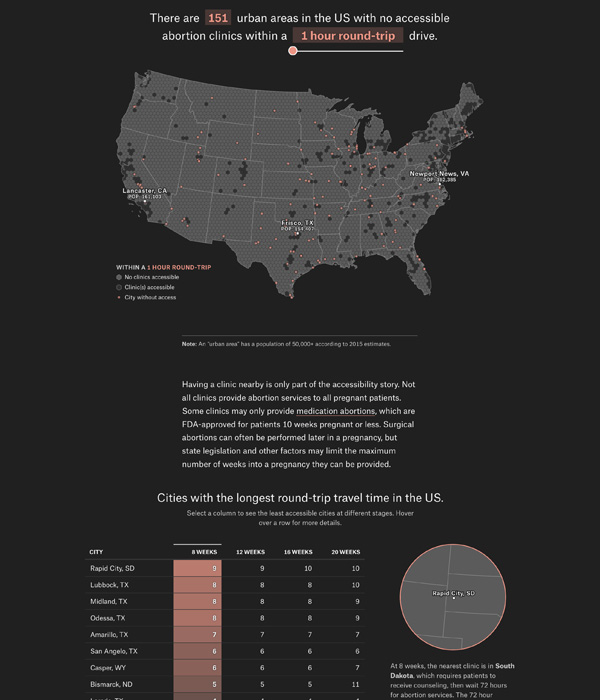 There are 151 urban areas in the US with no accessible
abortion clinics within a 1 hour round-trip drive.
Lancaster, CA
POP: 161,103
Newport News, VA
POP: 182,385
Frisco, TX
POP: 154,407
WITHIN A 1 HOUR ROUND-TRIP
No clinics accessible
Clinic(s) accessible
City without access
Note: An "urban area" has a population of 50,000+ according to 2015 estimates.
Having a clinic nearby is only part of the accessibility story. Not
all clinics provide abortion services to all pregnant patients.
Some clinics may only provide medication abortions, which are
FDA-approved for patients 10 weeks pregnant or less. Surgical
abortions can often be performed later in a pregnancy, but
state legislation and other factors may limit the maximum
number of weeks into a pregnancy they can be provided.
Cities with the longest round-trip travel time in the US.
Select a column to see the least accessible cities at different stages. Hover
over a row for more details.
CITY 8 WEEKS 12 WEEKS 16 WEEKS 20 WEEKS
Rapid City, SD 9 9 10 10
Lubbock, TX 8 8 8 10
Midland, TX 8 8 8 9
Odessa, TX 8 8 8 9
Amarillo, TX 7 7 7 7
San Angelo, TX 6 6 6 6
Casper, WY 6 6 6 7
Bismarck, ND 5 5 5 11
Rapid City, SD
At 8 weeks, the nearest clinic is in South
Dakota, which requires patients to
receive counseling, then wait 72 hours
for abortion services. The 72 hour